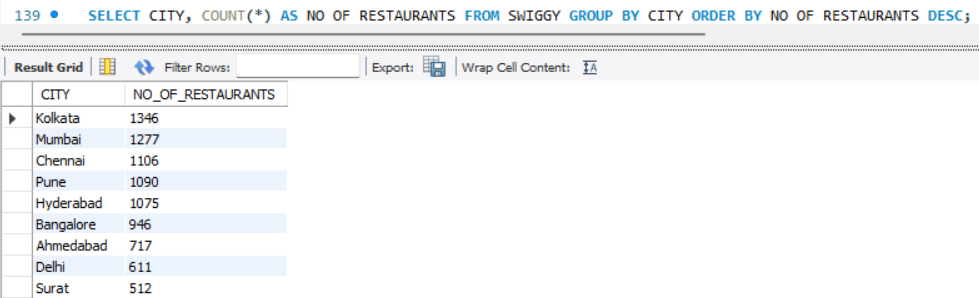 139 SELECT CITY, COUNT(*) AS NO OF RESTAURANTS FROM SWIGGY GROUP BY CITY ORDER BY NO OF RESTAURANTS DESC;
Result Grid Filter Rows: Export: Wrap Cell Content: IA
CITY NO_OF_RESTAURANTS
Kolkata 1346
Mumbai 1277
Chennai 1106
Pune 1090
Hyderabad 1075
Bangalore 946
Ahmedabad 717
Delhi 611
Surat 512